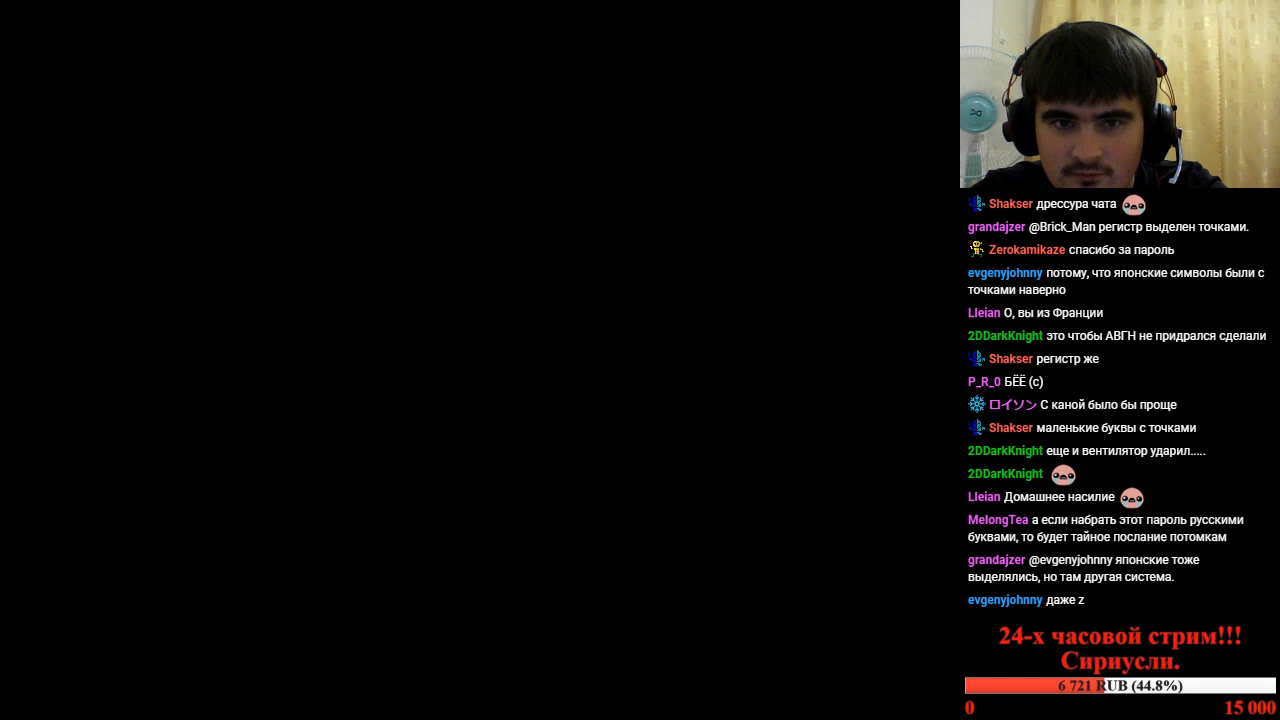 Shakser дрессура чата
grandajzer @Brick_Man регистр выделен точками.
Zerokamikaze спасибо за пароль
evgenyjohnny потому, что японские символы были с
точками наверно
Lleian О, вы из Франции
2DDarkKnight это чтобы АВГН не придрался сделали
Shakser регистр же
P_R_0 БЁЁ (с)
ロイソン С каной было бы проще
Shakser маленькие буквы с точками
2DDarkKnight еще и вентилятор ударил.....
2DDarkKnight
Lleian Домашнее насилие
MelongTea а если набрать этот пароль русскими
буквами, то будет тайное послание потомкам
grandajzer @evgenyjohnny японские тоже
выделялись, но там другая система.
evgenyjohnny даже z
24-х часовой стрим!!!
Сириусли.
6 721 RUB (44.8%)
0 15 000